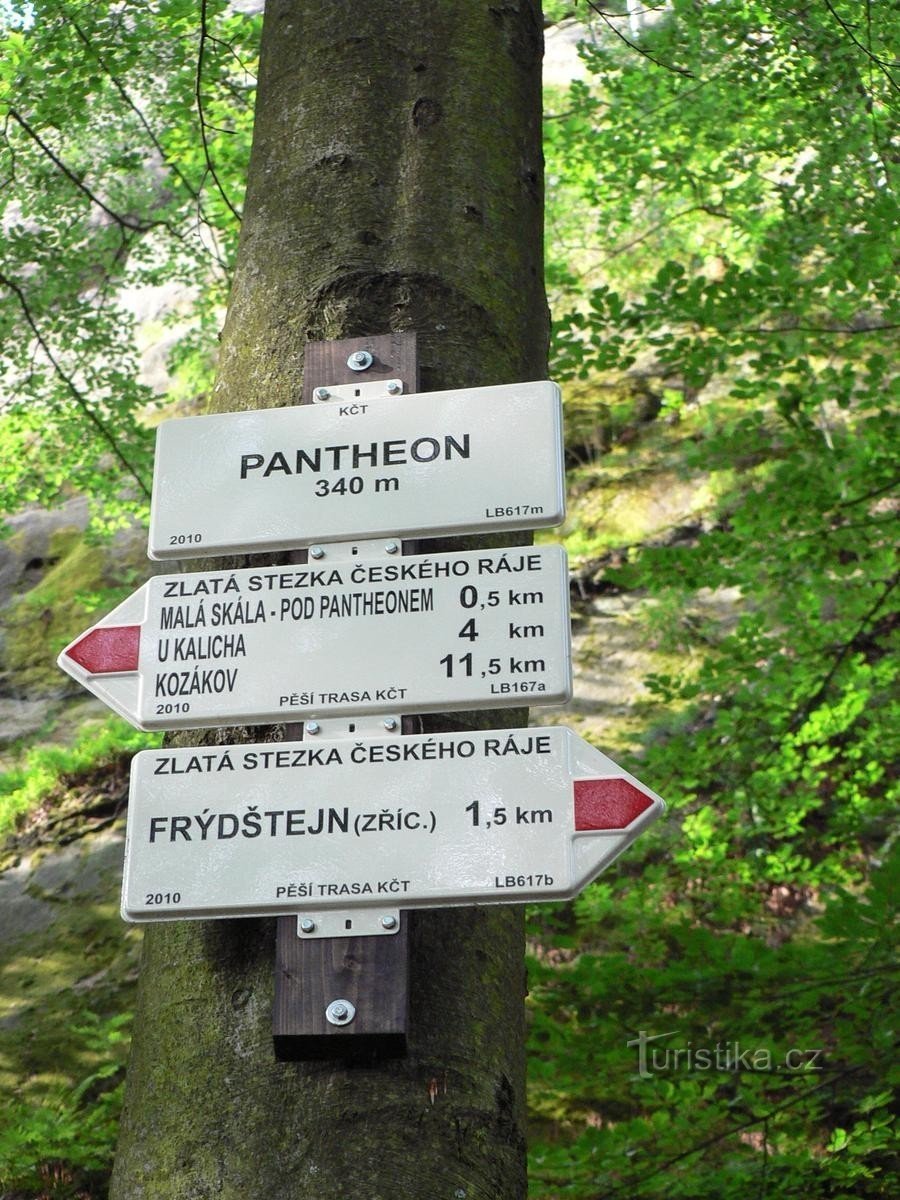 KČT
PANTHEON
340 m
2010 LB617m
ZLATÁ STEZKA ČESKÉHO RÁJE
MALÁ SKÁLA - POD PANTHEONEM 0,5 km
U KALICHA 4 km
KOZÁKOV 11,5 km
2010 PĚŠÍ TRASA KČT LB167a
ZLATÁ STEZKA ČESKÉHO RÁJE
FRÝDŠTEJN (ZŘÍC.) 1,5 km
2010 PĚŠÍ TRASA KČT LB617b
Turistika.cz